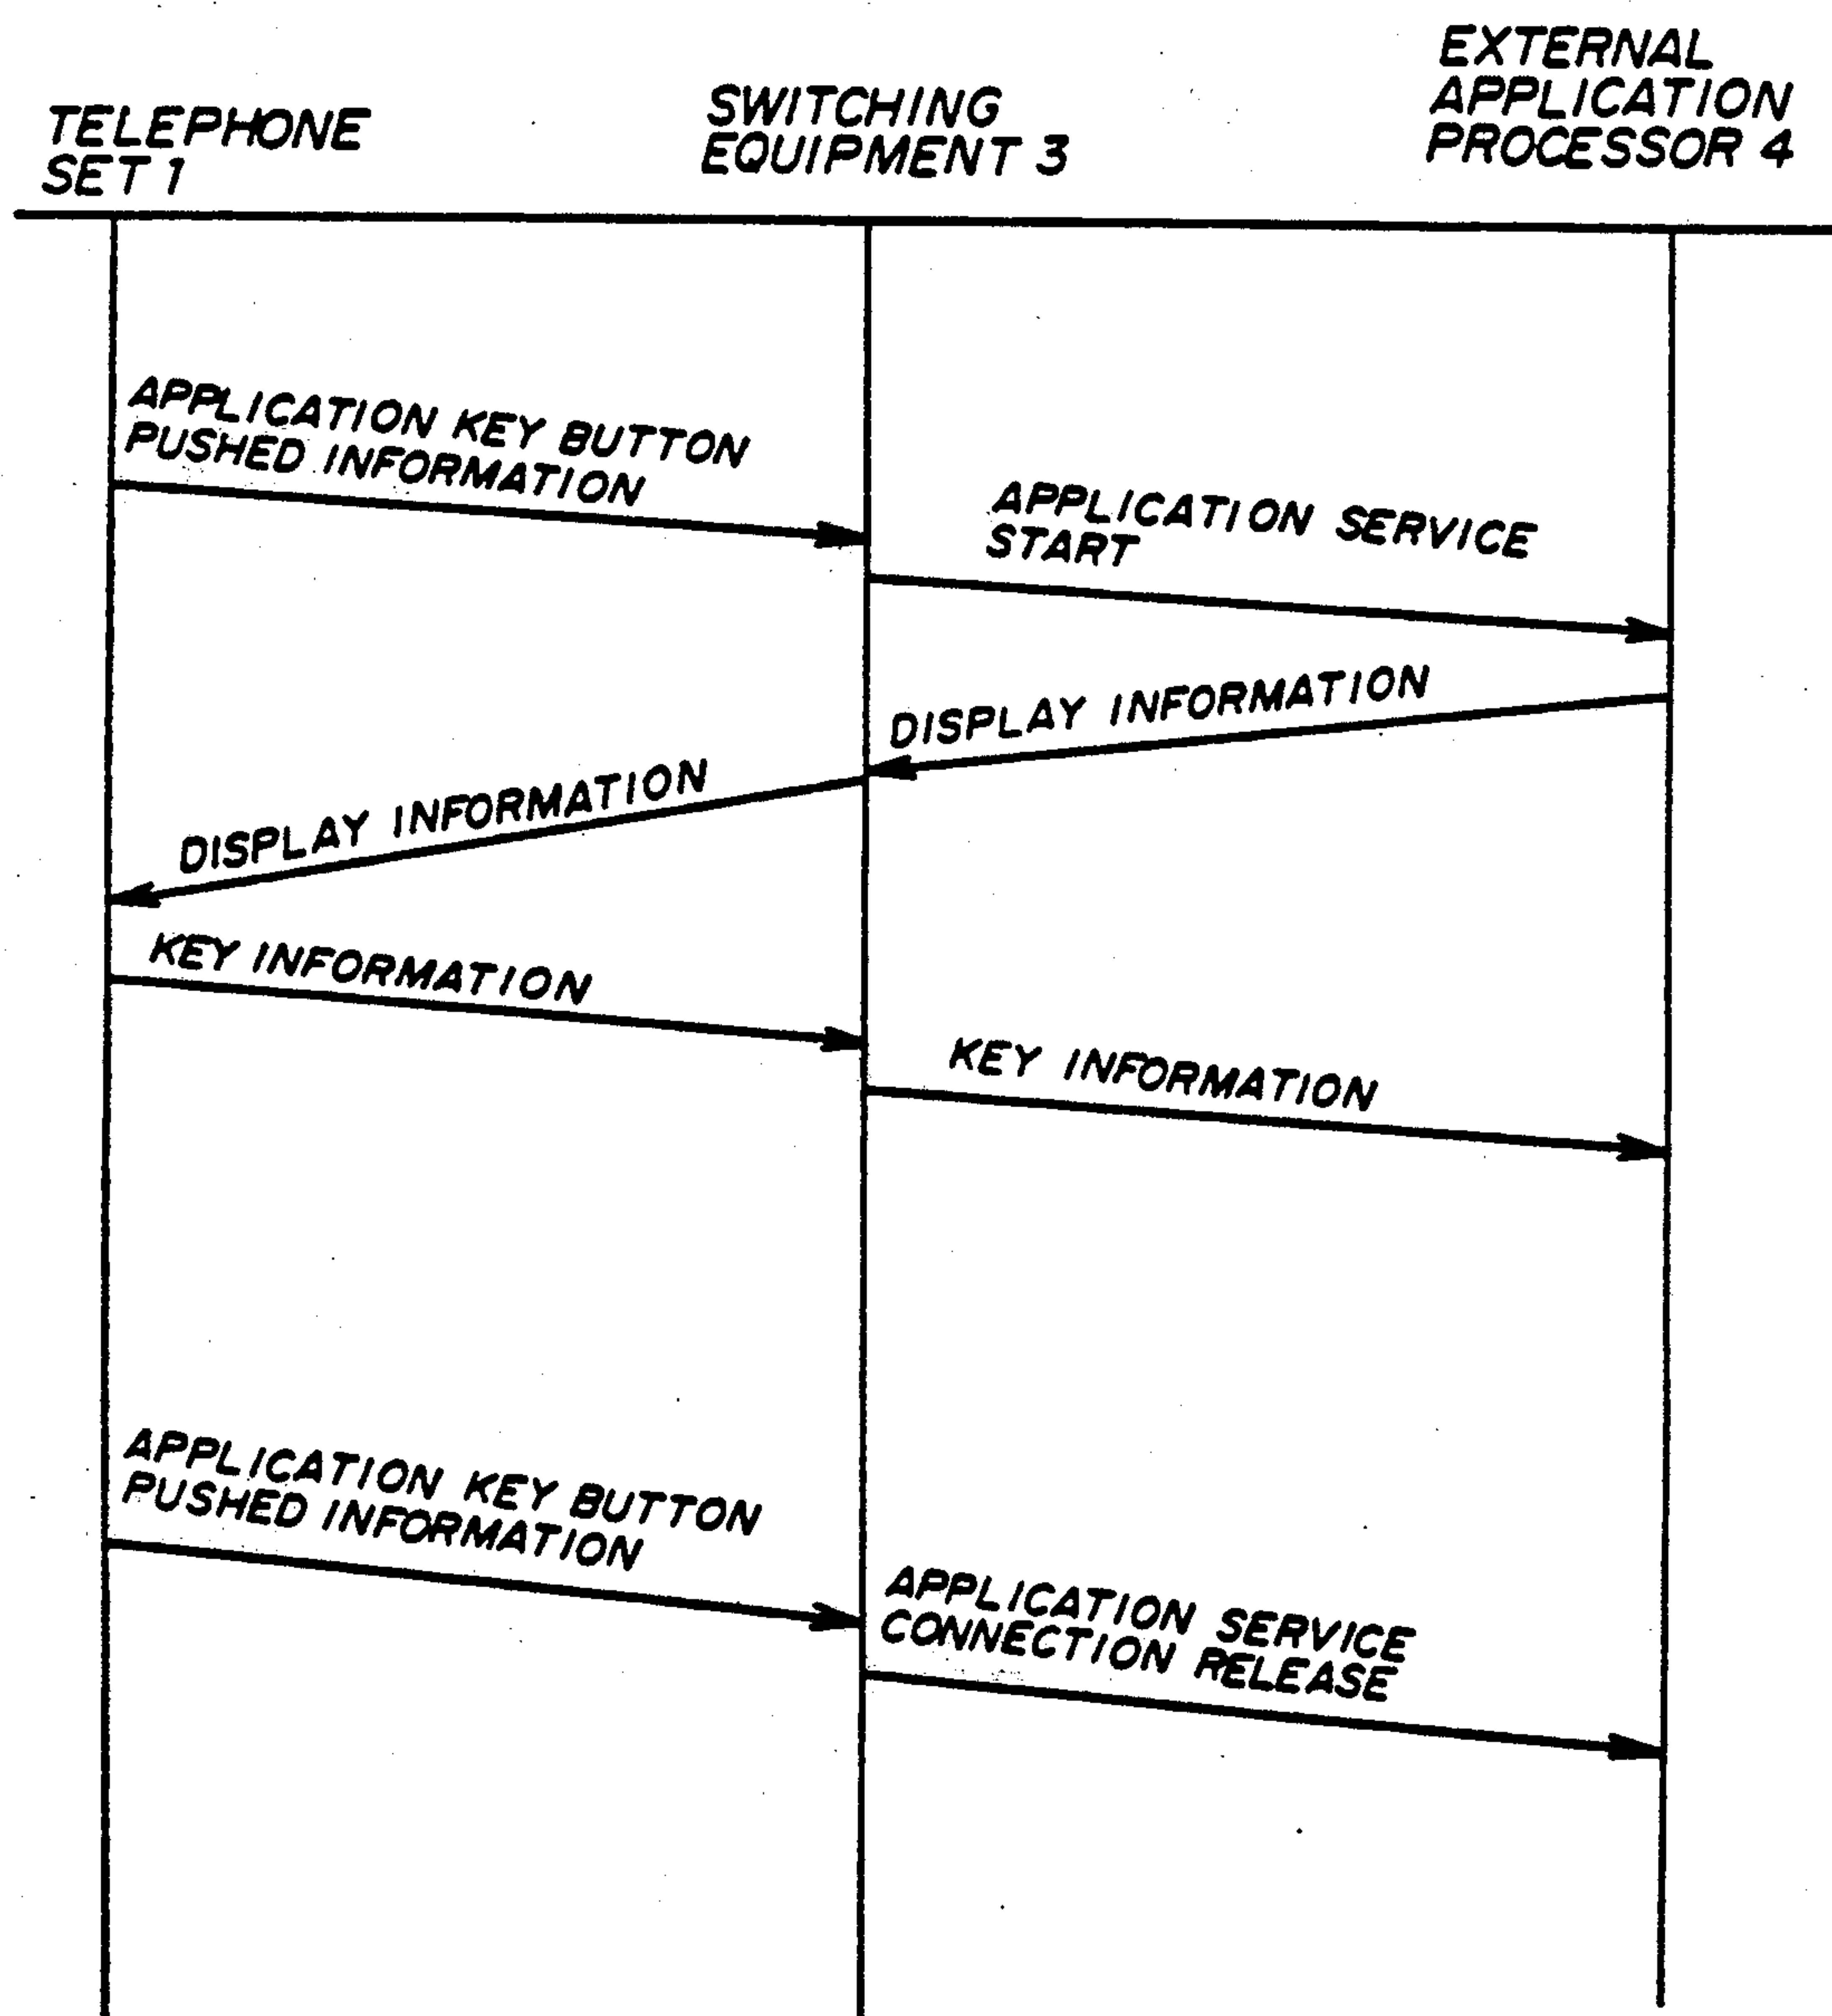 TELEPHONE
SET 1
SWITCHING
EQUIPMENT 3
EXTERNAL
APPLICATION
PROCESSOR 4
APPLICATION KEY BUTTON
PUSHED INFORMATION
APPLICATION SERVICE
START
DISPLAY INFORMATION
DISPLAY INFORMATION
KEY INFORMATION
KEY INFORMATION
APPLICATION KEY BUTTON
PUSHED INFORMATION
APPLICATION SERVICE
CONNECTION RELEASE